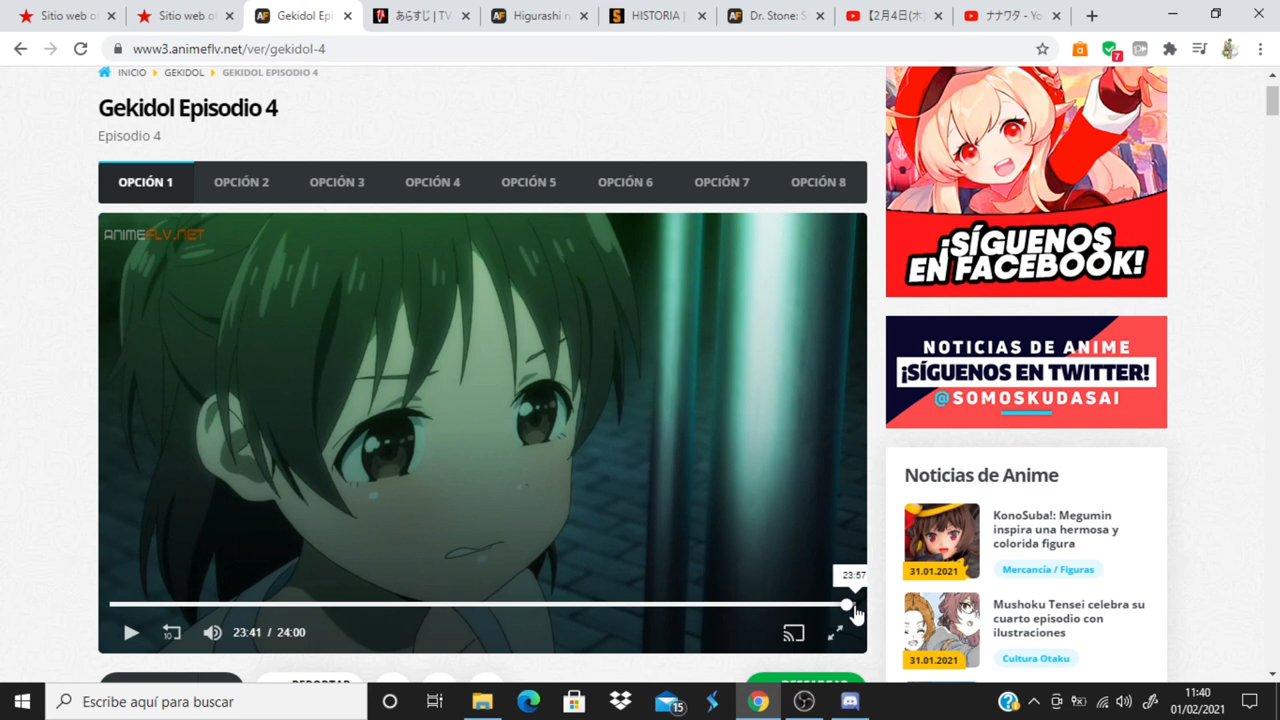 Sitio web o
Sitio web o
Gekidol Epi
あらすじ | TV
Higurashi n
HISTORIA |
Dr. Stone: S
【2月4日(木
ナナワタ - Yo
www3.animeflv.net/ver/gekidol-4
7
INICIO
GEKIDOL
GEKIDOL EPISODIO 4
Gekidol Episodio 4
Episodio 4
OPCIÓN 1
OPCIÓN 2
OPCIÓN 3
OPCIÓN 4
OPCIÓN 5
OPCIÓN 6
OPCIÓN 7
OPCIÓN 8
ANIMEFLV.NET
23:57
10
23:41 / 24:00
¡SÍGUENOS
EN FACEBOOK!
NOTICIAS DE ANIME
¡SÍGUENOS EN TWITTER!
@SOMOSKUDASAI
Noticias de Anime
KonoSuba!: Megumin
inspira una hermosa y
colorida figura
31.01.2021
Mercancía / Figuras
Mushoku Tensei celebra su
cuarto episodio con
ilustraciones
31.01.2021
Cultura Otaku
REPORTAR
DESCARGAR
Escribe aquí para buscar
15
11:40
01/02/2021